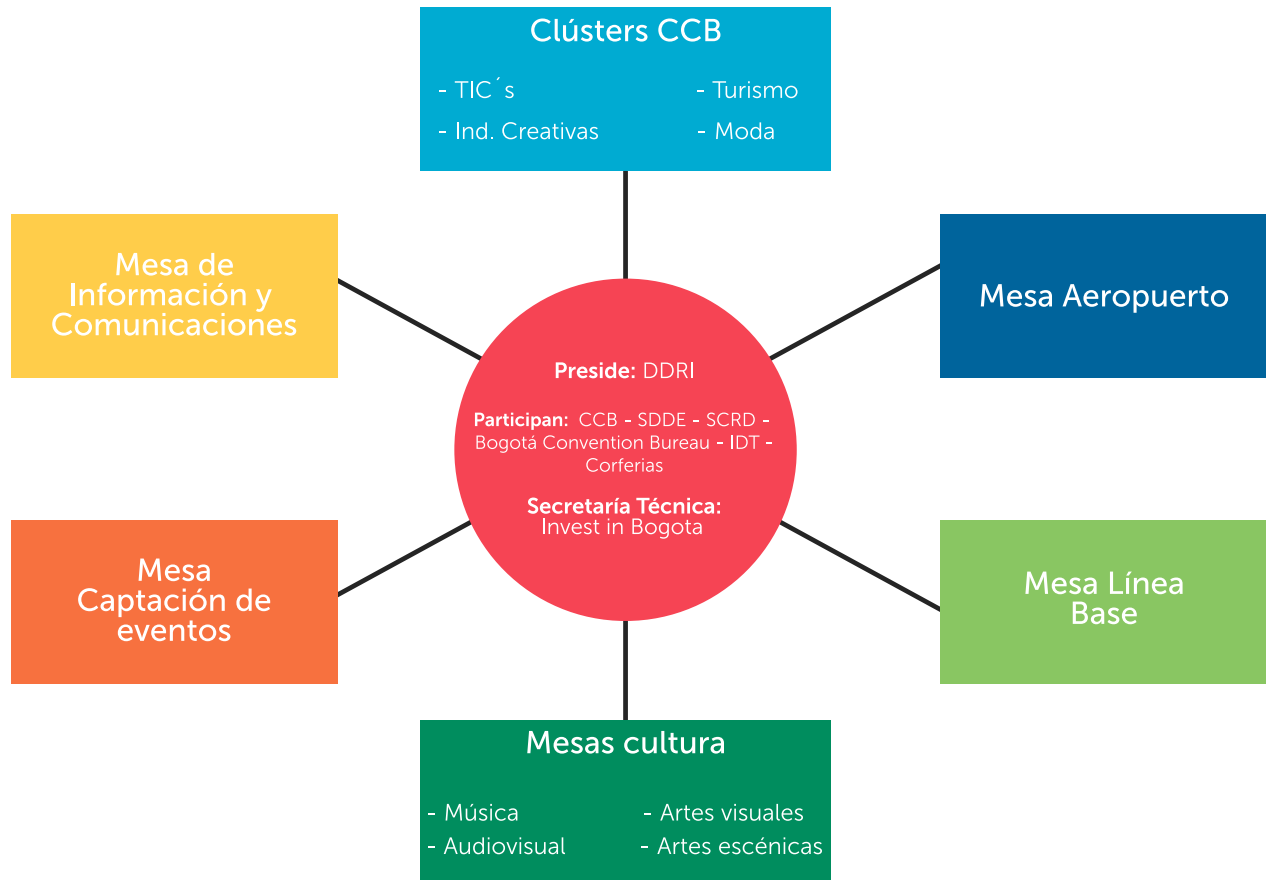 Clústers CCB
- TIC´s
- Turismo
- Ind. Creativas
- Moda
Mesa de
Información y
Comunicaciones
Mesa Aeropuerto
Preside: DDRI
Participan: CCB - SDDE - SCRD -
Bogotá Convention Bureau - IDT -
Corferias
Secretaría Técnica:
Invest in Bogota
Mesa
Captación de
eventos
Mesa Línea
Base
Mesas cultura
- Música
- Artes visuales
- Audiovisual
- Artes escénicas